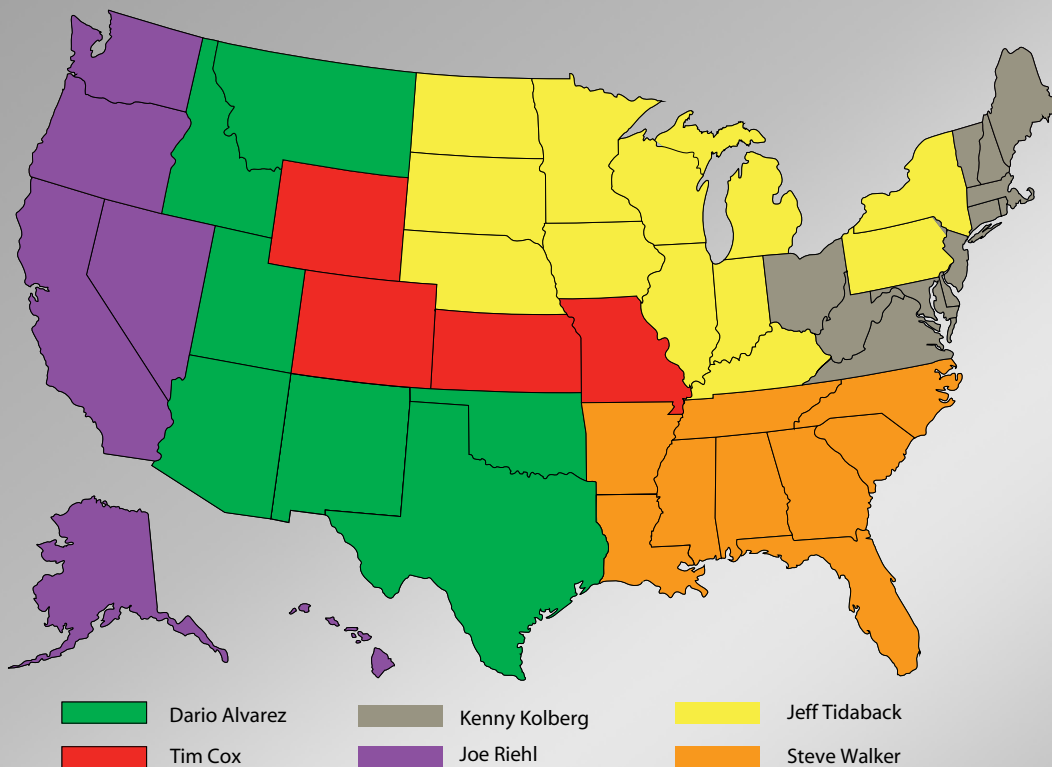 Dario Alvarez
Kenny Kolberg
Jeff Tidaback
Tim Cox
Joe Riehl
Steve Walker